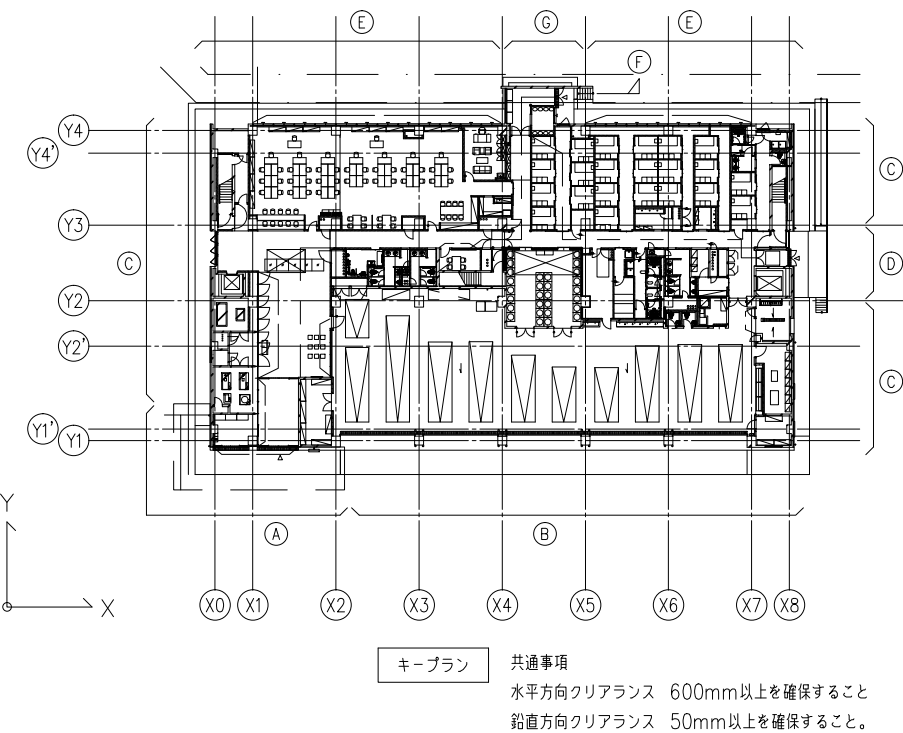 E
G
E
F
Y4
Y4'
C
Y3
C
D
Y2
Y2'
C
Y1'
Y1
Y
A
B
X0 X1 X2 X3 X4 X5 X6 X7 X8
X
キープラン
共通事項
水平方向クリアランス 600mm以上を確保すること
鉛直方向クリアランス 50mm以上を確保すること。